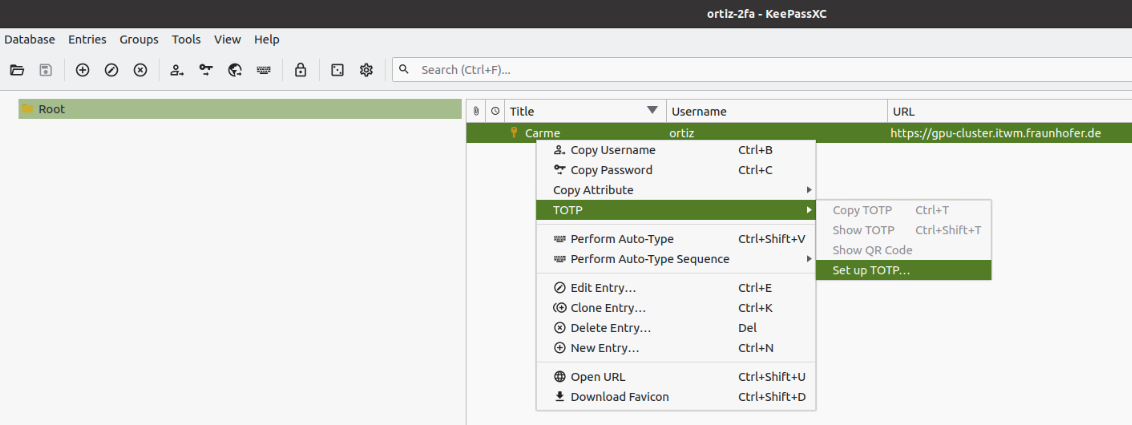 ortiz-2fa - KeePassXC
Database Entries Groups Tools View Help
Search (Ctrl+F)...
Root
Title Username URL
Carme ortiz https://gpu-cluster.itwm.fraunhofer.de
Copy Username Ctrl+B
Copy Password Ctrl+C
Copy Attribute
TOTP
Copy TOTP Ctrl+T
Show TOTP Ctrl+Shift+T
Show QR Code
Set up TOTP...
Perform Auto-Type Ctrl+Shift+V
Perform Auto-Type Sequence
Edit Entry... Ctrl+E
Clone Entry... Ctrl+K
Delete Entry... Del
New Entry... Ctrl+N
Open URL Ctrl+Shift+U
Download Favicon Ctrl+Shift+D